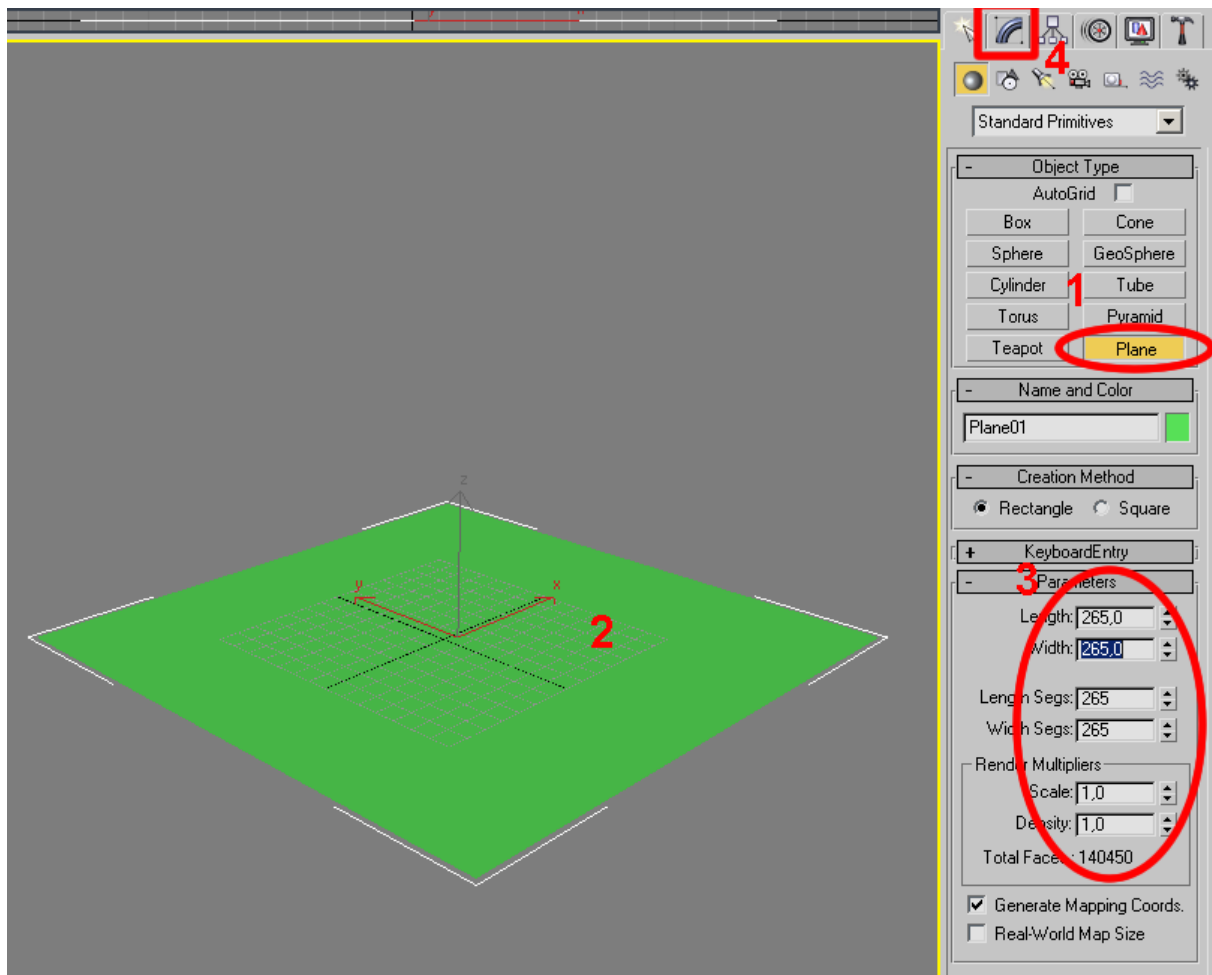 4
Standard Primitives
- Object Type
AutoGrid
Box Cone
Sphere GeoSphere
Cylinder 1 Tube
Torus Pyramid
Teapot Plane
- Name and Color
Plane01
- Creation Method
Rectangle Square
+ KeyboardEntry
- 3 Parameters
Length: 265,0
Width: 265,0
Length Segs: 265
Width Segs: 265
Render Multipliers
Scale: 1,0
Density: 1,0
Total Faces : 140450
Generate Mapping Coords.
Real-World Map Size
z
y x
2